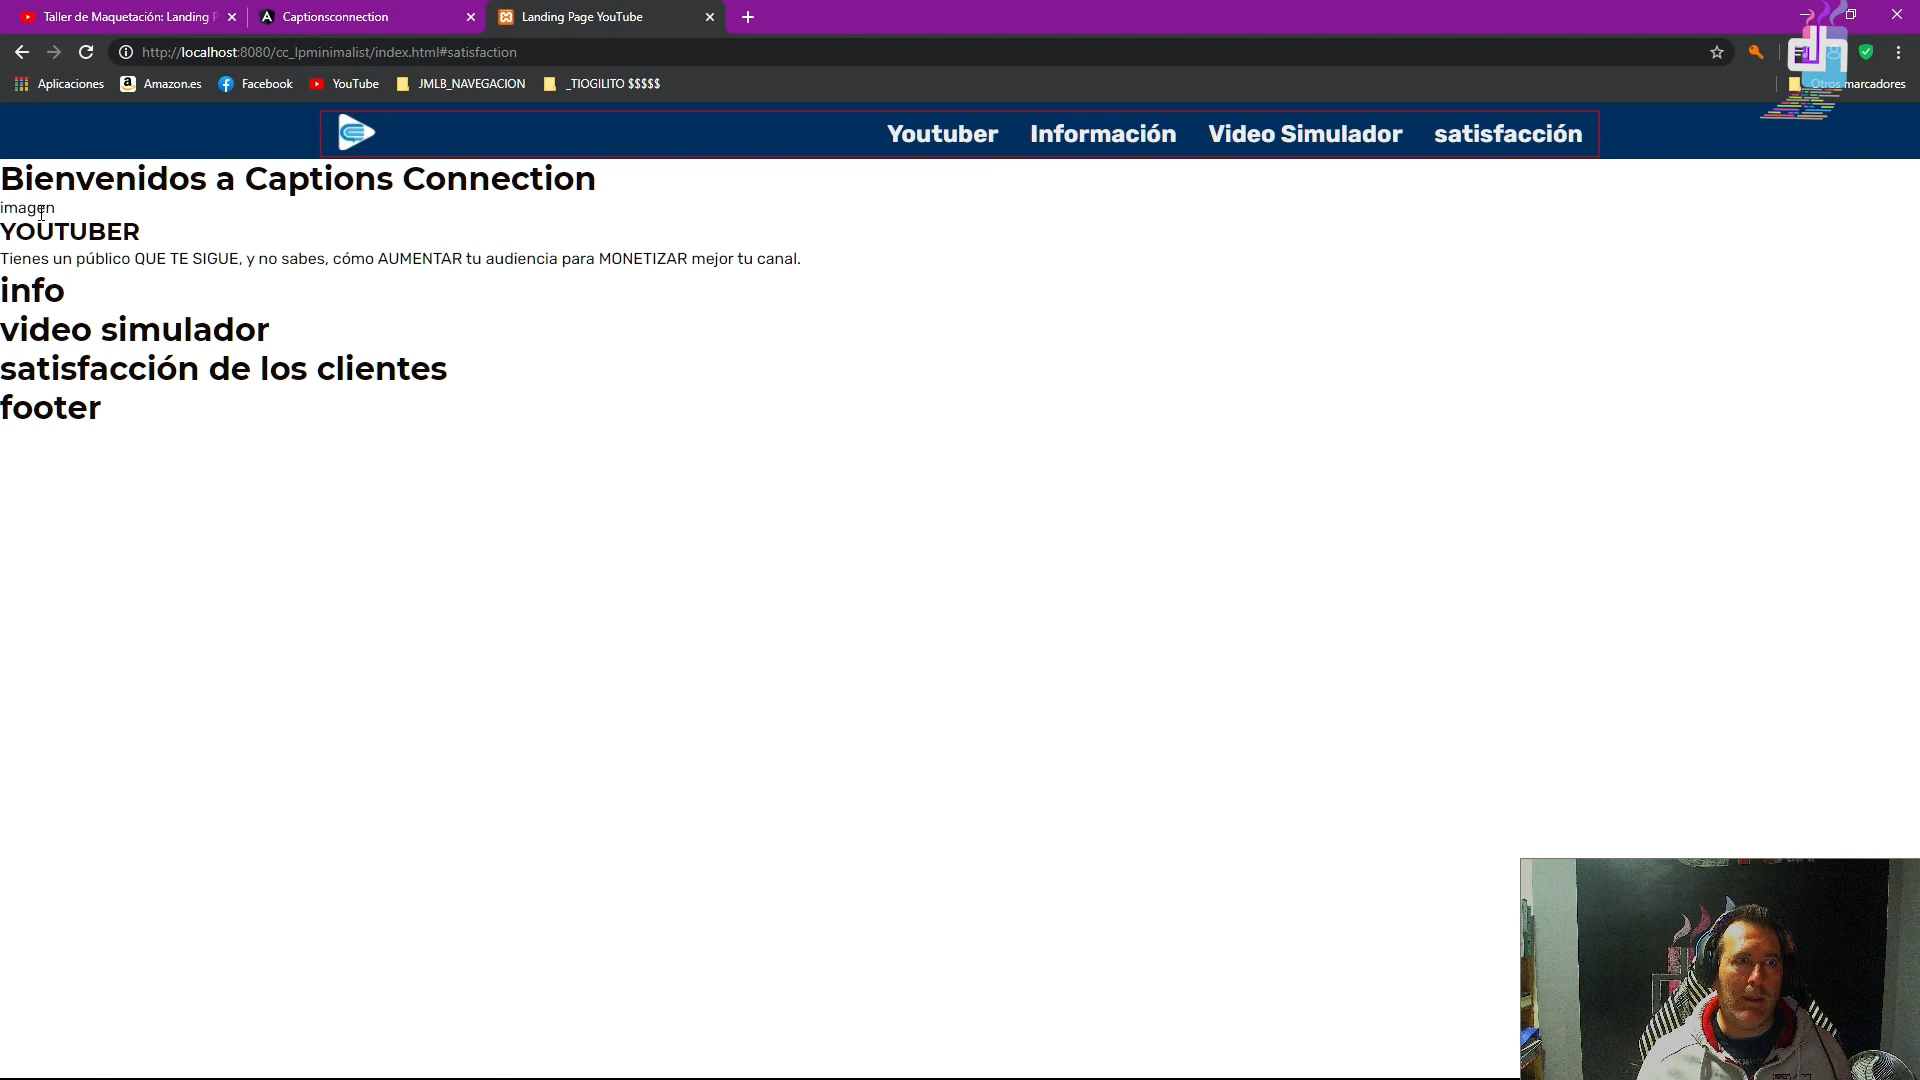 Taller de Maquetación: Landing P
Captionsconnection
Landing Page YouTube
http://localhost:8080/cc_lpminimalist/index.html#satisfaction
Aplicaciones
Amazon.es
Facebook
YouTube
JMLB_NAVEGACION
_TIOGILITO $$$$$
Otros marcadores
Youtuber
Información
Video Simulador
satisfacción
Bienvenidos a Captions Connection
imagen
YOUTUBER
Tienes un público QUE TE SIGUE, y no sabes, cómo AUMENTAR tu audiencia para MONETIZAR mejor tu canal.
info
video simulador
satisfacción de los clientes
footer